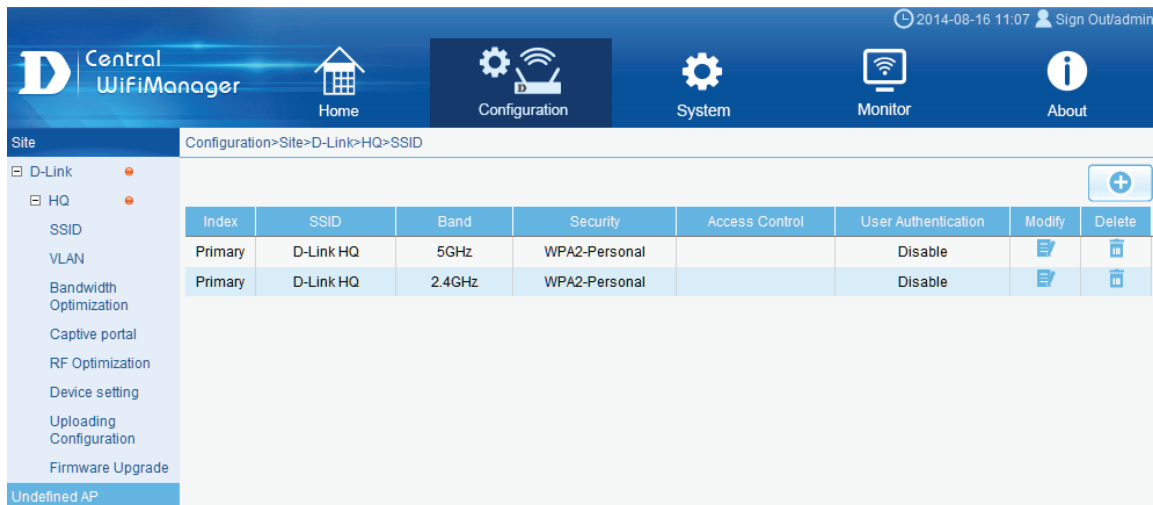 2014-08-16 11:07 Sign Out/admin
D Central WiFiManager
Home Configuration System Monitor About
Site Configuration>Site>D-Link>HQ>SSID
D-Link
HQ
SSID
VLAN
Bandwidth
Optimization
Captive portal
RF Optimization
Device setting
Uploading
Configuration
Firmware Upgrade
Undefined AP
Index SSID Band Security Access Control User Authentication Modify Delete
Primary D-Link HQ 5GHz WPA2-Personal Disable
Primary D-Link HQ 2.4GHz WPA2-Personal Disable